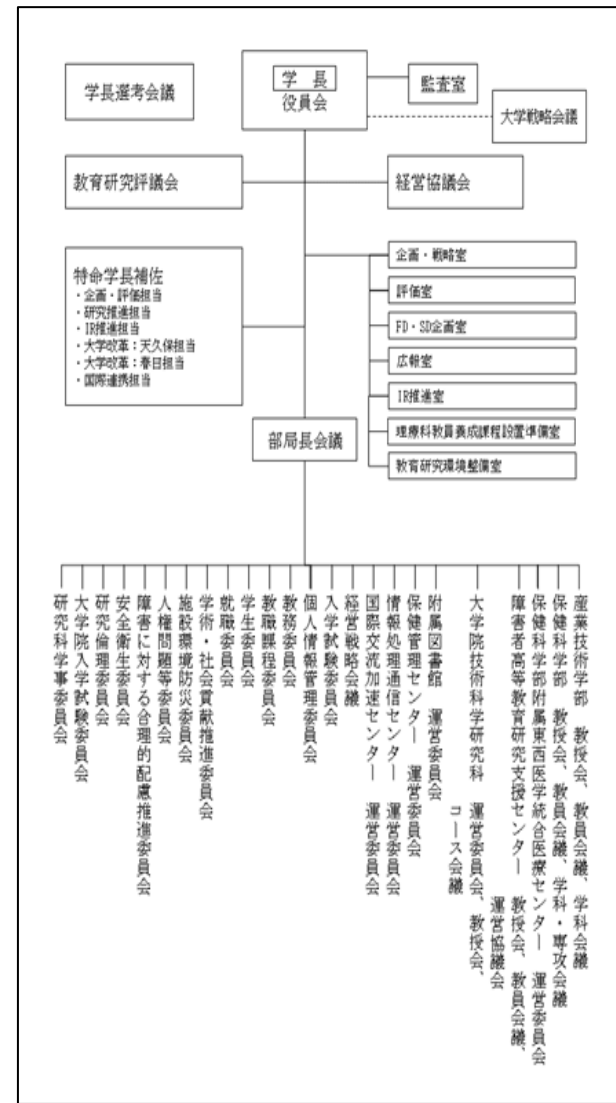 学長選考会議
学 長
役員会
監査室
大学戦略会議
教育研究評議会
経営協議会
特命学長補佐
・企画・評価担当
・研究推進担当
・IR推進担当
・大学改革：天久保担当
・大学改革：春日担当
・国際連携担当
企画・戦略室
評価室
FD・SD企画室
広報室
IR推進室
理療科教員養成課程設置準備室
教育研究環境整備室
部局長会議
産業技術学部 教授会、教員会議、学科会議
保健科学部 教授会、教員会議、学科・専攻会議
保健科学部附属東西医学統合医療センター 運営委員会
障害者高等教育研究支援センター 教授会、教員会議、
運営協議会
大学院技術科学研究科 運営委員会、教授会、
コース会議
附属図書館 運営委員会
保健管理センター 運営委員会
情報処理通信センター 運営委員会
国際交流加速センター 運営委員会
経営戦略会議
入学試験委員会
個人情報管理委員会
教務委員会
教職課程委員会
学生委員会
就職委員会
学術・社会貢献推進委員会
施設環境防災委員会
人権問題等委員会
障害に対する合理的配慮推進委員会
安全衛生委員会
研究倫理委員会
大学院入学試験委員会
研究科学事委員会